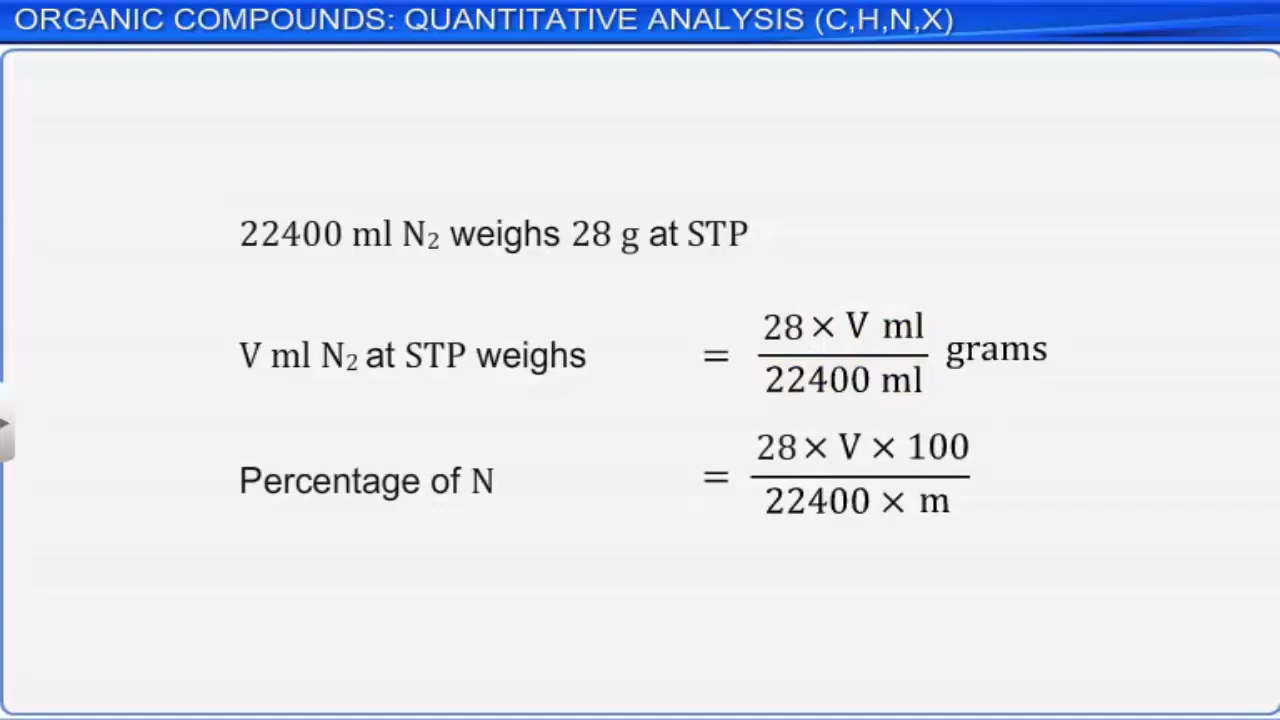 ORGANIC COMPOUNDS: QUANTITATIVE ANALYSIS (C,H,N,X)
22400 ml N₂ weighs 28 g at STP
V ml N₂ at STP weighs = 28 × V ml / 22400 ml grams
Percentage of N = 28 × V × 100 / 22400 × m